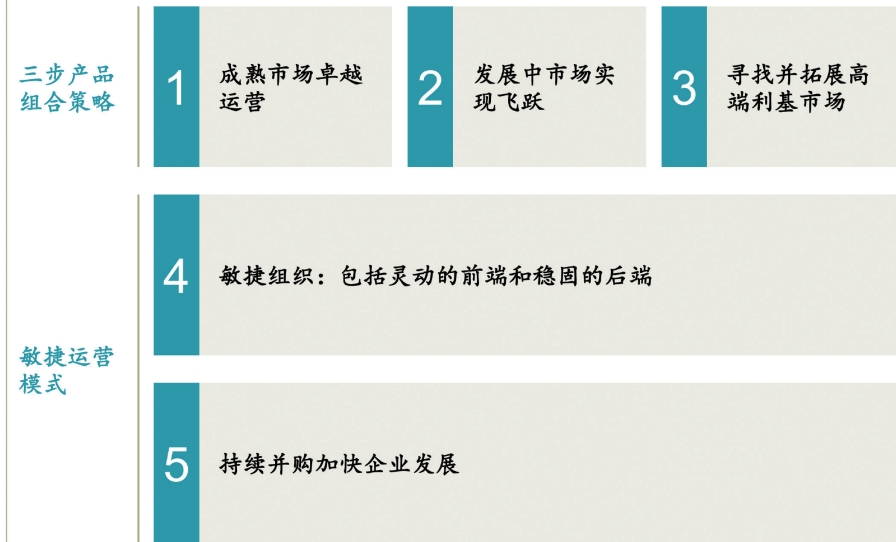 三步产品
组合策略
1
成熟市场卓越
运营
2
发展中市场实
现飞跃
3
寻找并拓展高
端利基市场
敏捷运营
模式
4
敏捷组织：包括灵动的前端和稳固的后端
5
持续并购加快企业发展